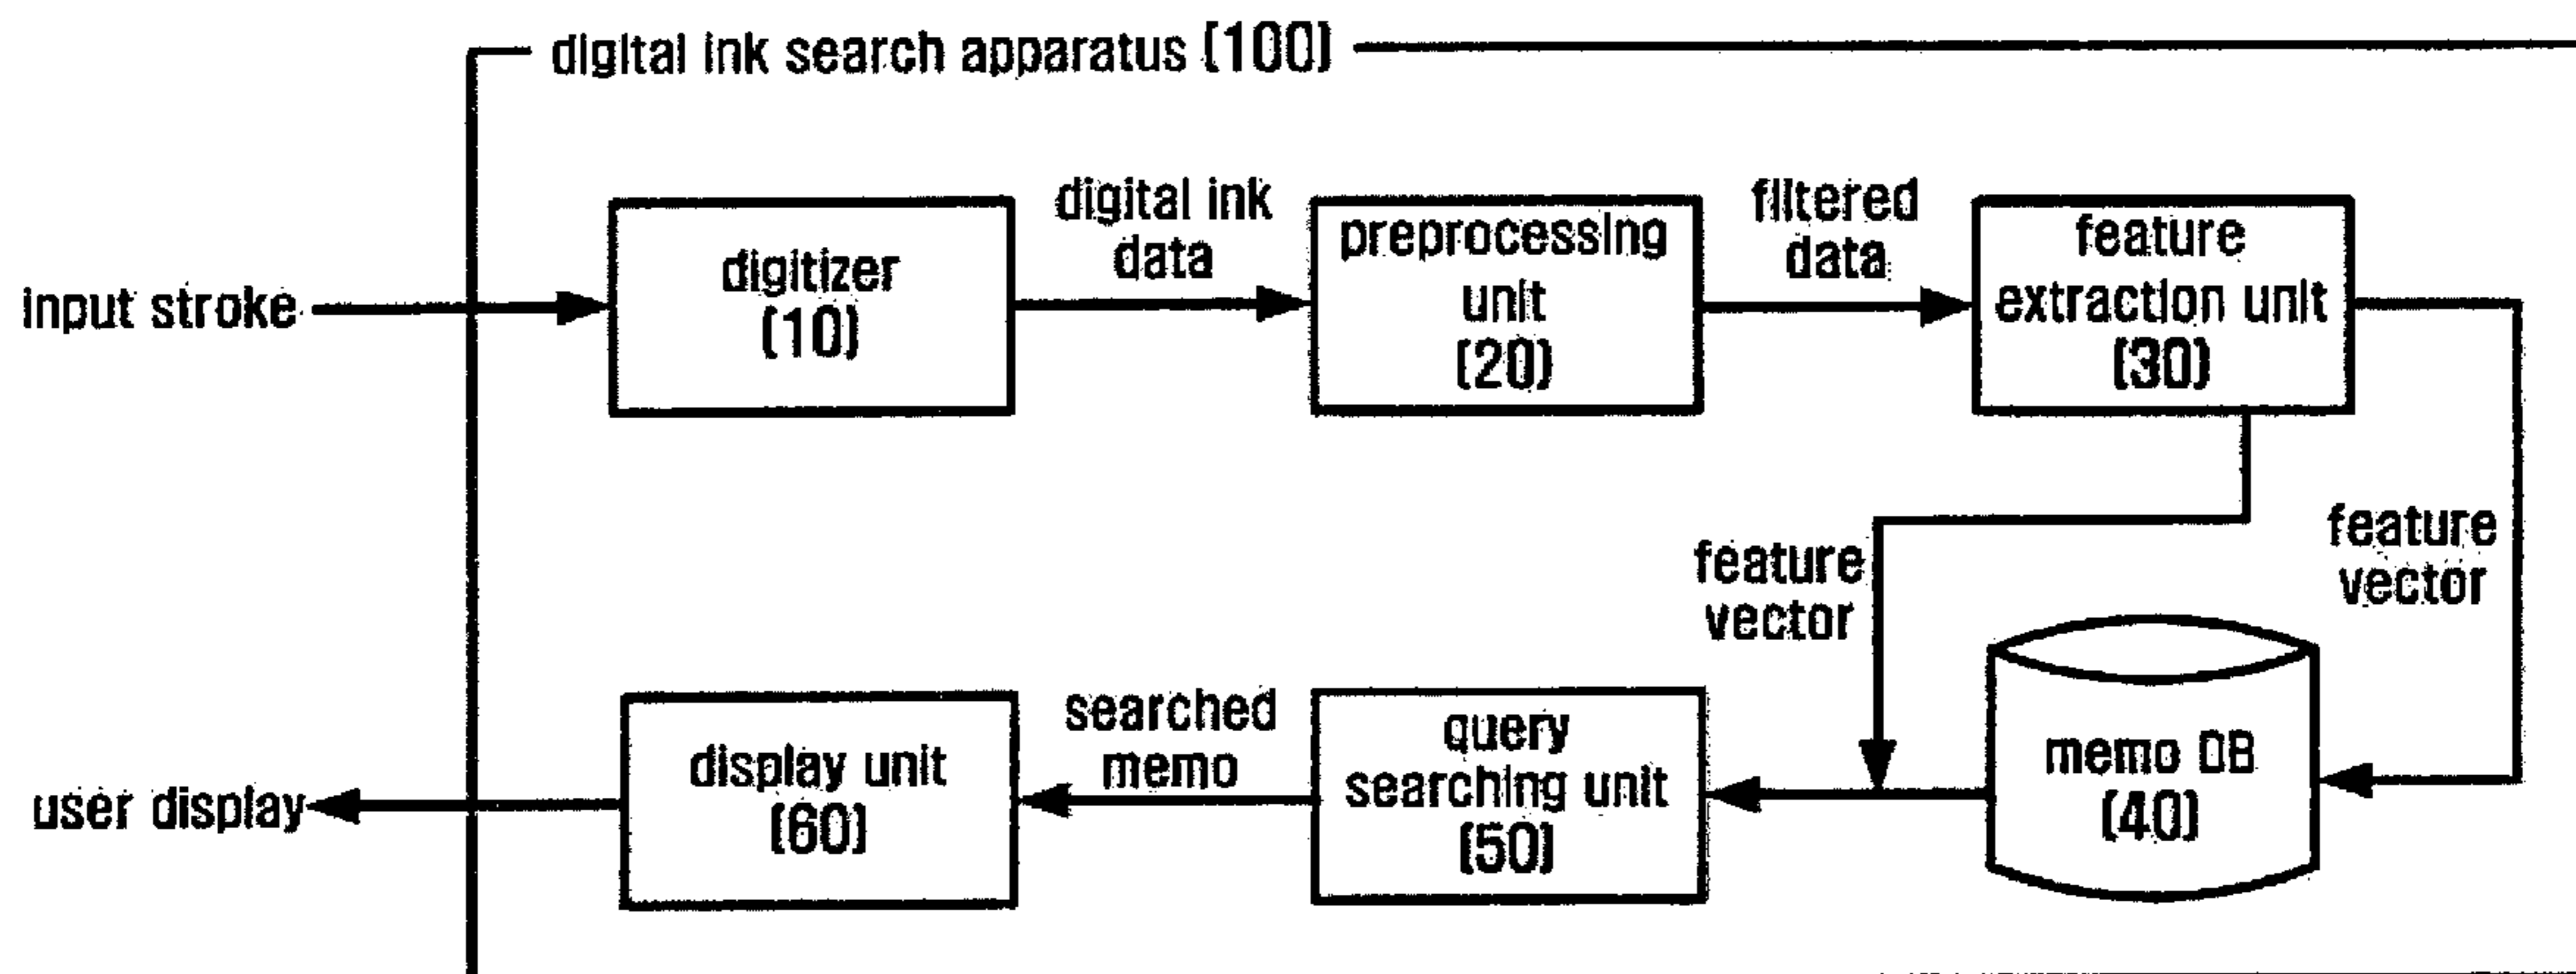 digital ink search apparatus (100)
input stroke
digitizer
(10)
digital ink
data
preprocessing
unit
(20)
filtered
data
feature
extraction unit
(30)
feature
vector
feature
vector
memo DB
(40)
query
searching unit
(50)
searched
memo
display unit
(60)
user display